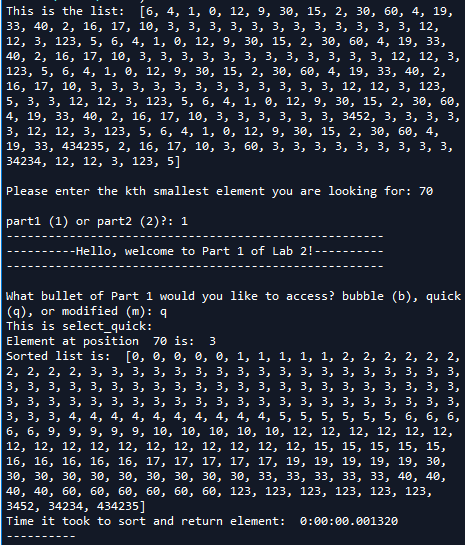 This is the list:  [6, 4, 1, 0, 12, 9, 30, 15, 2, 30, 60, 4, 19,
33, 40, 2, 16, 17, 10, 3, 3, 3, 3, 3, 3, 3, 3, 3, 3, 3, 3, 12,
12, 3, 123, 5, 6, 4, 1, 0, 12, 9, 30, 15, 2, 30, 60, 4, 19, 33,
40, 2, 16, 17, 10, 3, 3, 3, 3, 3, 3, 3, 3, 3, 3, 3, 3, 12, 12, 3,
123, 5, 6, 4, 1, 0, 12, 9, 30, 15, 2, 30, 60, 4, 19, 33, 40, 2,
16, 17, 10, 3, 3, 3, 3, 3, 3, 3, 3, 3, 3, 3, 3, 12, 12, 3, 123,
5, 3, 3, 12, 12, 3, 123, 5, 6, 4, 1, 0, 12, 9, 30, 15, 2, 30, 60,
4, 19, 33, 40, 2, 16, 17, 10, 3, 3, 3, 3, 3, 3, 3452, 3, 3, 3, 3,
3, 12, 12, 3, 123, 5, 6, 4, 1, 0, 12, 9, 30, 15, 2, 30, 60, 4,
19, 33, 434235, 2, 16, 17, 10, 3, 60, 3, 3, 3, 3, 3, 3, 3, 3, 3,
34234, 12, 12, 3, 123, 5]
Please enter the kth smallest element you are looking for: 70
part1 (1) or part2 (2)?: 1
------------------------------------------------------
----------Hello, welcome to Part 1 of Lab 2!----------
------------------------------------------------------
What bullet of Part 1 would you like to access? bubble (b), quick
(q), or modified (m): q
This is select_quick:
Element at position  70 is:  3
Sorted list is:  [0, 0, 0, 0, 0, 1, 1, 1, 1, 1, 2, 2, 2, 2, 2, 2,
2, 2, 2, 2, 3, 3, 3, 3, 3, 3, 3, 3, 3, 3, 3, 3, 3, 3, 3, 3, 3, 3,
3, 3, 3, 3, 3, 3, 3, 3, 3, 3, 3, 3, 3, 3, 3, 3, 3, 3, 3, 3, 3, 3,
3, 3, 3, 3, 3, 3, 3, 3, 3, 3, 3, 3, 3, 3, 3, 3, 3, 3, 3, 3, 3, 3,
3, 3, 3, 4, 4, 4, 4, 4, 4, 4, 4, 4, 4, 5, 5, 5, 5, 5, 5, 6, 6, 6,
6, 6, 9, 9, 9, 9, 9, 10, 10, 10, 10, 10, 12, 12, 12, 12, 12, 12,
12, 12, 12, 12, 12, 12, 12, 12, 12, 12, 12, 15, 15, 15, 15, 15,
16, 16, 16, 16, 16, 17, 17, 17, 17, 17, 19, 19, 19, 19, 19, 30,
30, 30, 30, 30, 30, 30, 30, 30, 30, 33, 33, 33, 33, 33, 40, 40,
40, 40, 60, 60, 60, 60, 60, 60, 123, 123, 123, 123, 123, 123,
3452, 34234, 434235]
Time it took to sort and return element:  0:00:00.001320
----------